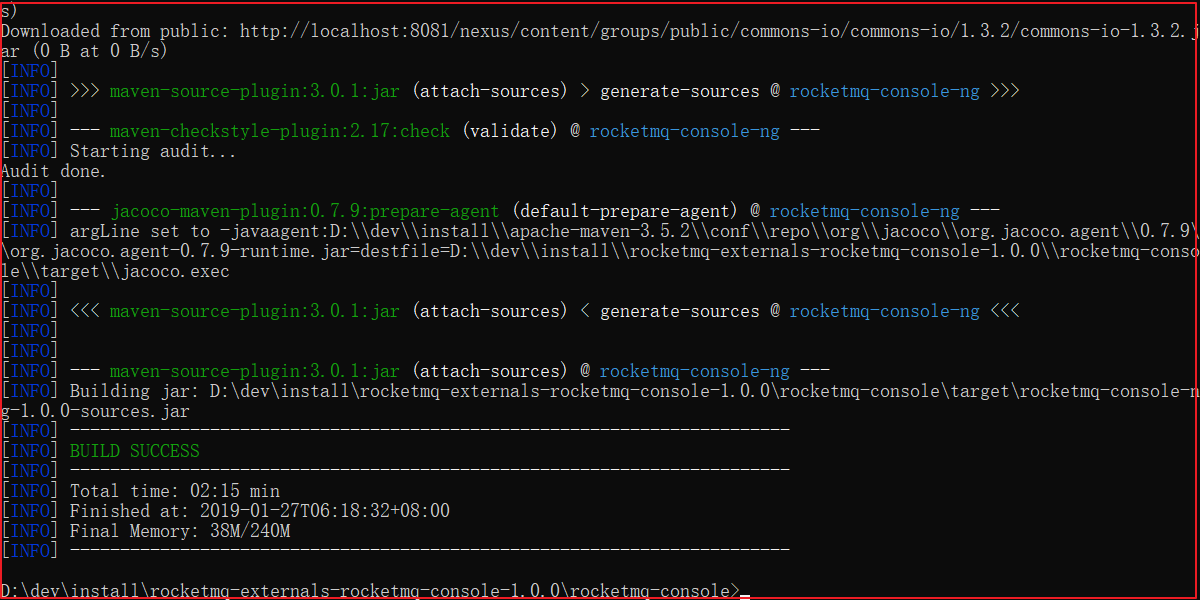 s)
Downloaded from public: http://localhost:8081/nexus/content/groups/public/commons-io/commons-io/1.3.2/commons-io-1.3.2.j
ar (0 B at 0 B/s)
[INFO]
[INFO] >>> maven-source-plugin:3.0.1:jar (attach-sources) > generate-sources @ rocketmq-console-ng >>>
[INFO]
[INFO] --- maven-checkstyle-plugin:2.17:check (validate) @ rocketmq-console-ng ---
[INFO] Starting audit...
Audit done.
[INFO]
[INFO] --- jacoco-maven-plugin:0.7.9:prepare-agent (default-prepare-agent) @ rocketmq-console-ng ---
[INFO] argLine set to -javaagent:D:\\dev\\install\\apache-maven-3.5.2\\conf\\repo\\org\\jacoco\\org.jacoco.agent\\0.7.9\
\org.jacoco.agent-0.7.9-runtime.jar=destfile=D:\\dev\\install\\rocketmq-externals-rocketmq-console-1.0.0\\rocketmq-conso
le\\target\\jacoco.exec
[INFO]
[INFO] <<< maven-source-plugin:3.0.1:jar (attach-sources) < generate-sources @ rocketmq-console-ng <<<
[INFO]
[INFO]
[INFO] --- maven-source-plugin:3.0.1:jar (attach-sources) @ rocketmq-console-ng ---
[INFO] Building jar: D:\dev\install\rocketmq-externals-rocketmq-console-1.0.0\rocketmq-console\target\rocketmq-console-n
g-1.0.0-sources.jar
[INFO] ------------------------------------------------------------------------
[INFO] BUILD SUCCESS
[INFO] ------------------------------------------------------------------------
[INFO] Total time: 02:15 min
[INFO] Finished at: 2019-01-27T06:18:32+08:00
[INFO] Final Memory: 38M/240M
[INFO] ------------------------------------------------------------------------
D:\dev\install\rocketmq-externals-rocketmq-console-1.0.0\rocketmq-console>_